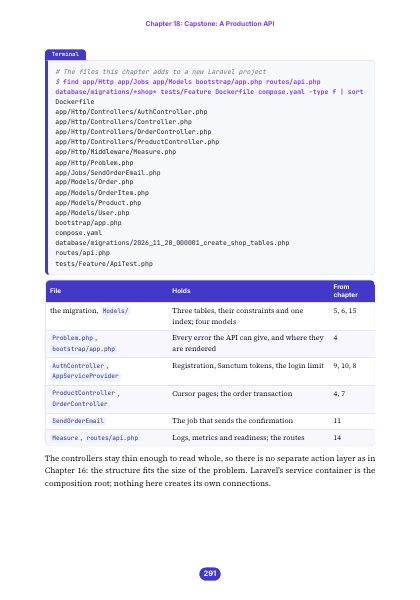 Chapter 18: Capstone: A Production API
Terminal
# The files this chapter adds to a new Laravel project
$ find app/Http app/Jobs app/Models bootstrap/app.php routes/api.php
database/migrations/*shop* tests/Feature Dockerfile compose.yaml -type f | sort
Dockerfile
app/Http/Controllers/AuthController.php
app/Http/Controllers/Controller.php
app/Http/Controllers/OrderController.php
app/Http/Controllers/ProductController.php
app/Http/Middleware/Measure.php
app/Http/Problem.php
app/Jobs/SendOrderEmail.php
app/Models/Order.php
app/Models/OrderItem.php
app/Models/Product.php
app/Models/User.php
bootstrap/app.php
compose.yaml
database/migrations/2026_11_20_000001_create_shop_tables.php
routes/api.php
tests/Feature/ApiTest.php
File Holds From
chapter
the migration, Models/ Three tables, their constraints and one 5, 6, 15
index; four models
Problem.php, Every error the API can give, and where they 4
bootstrap/app.php are rendered
AuthController, Registration, Sanctum tokens, the login limit 9, 10, 8
AppServiceProvider
ProductController, Cursor pages; the order transaction 4, 7
OrderController
SendOrderEmail The job that sends the confirmation 11
Measure, routes/api.php Logs, metrics and readiness; the routes 14
The controllers stay thin enough to read whole, so there is no separate action layer as in
Chapter 16: the structure fits the size of the problem. Laravel's service container is the
composition root; nothing here creates its own connections.
291